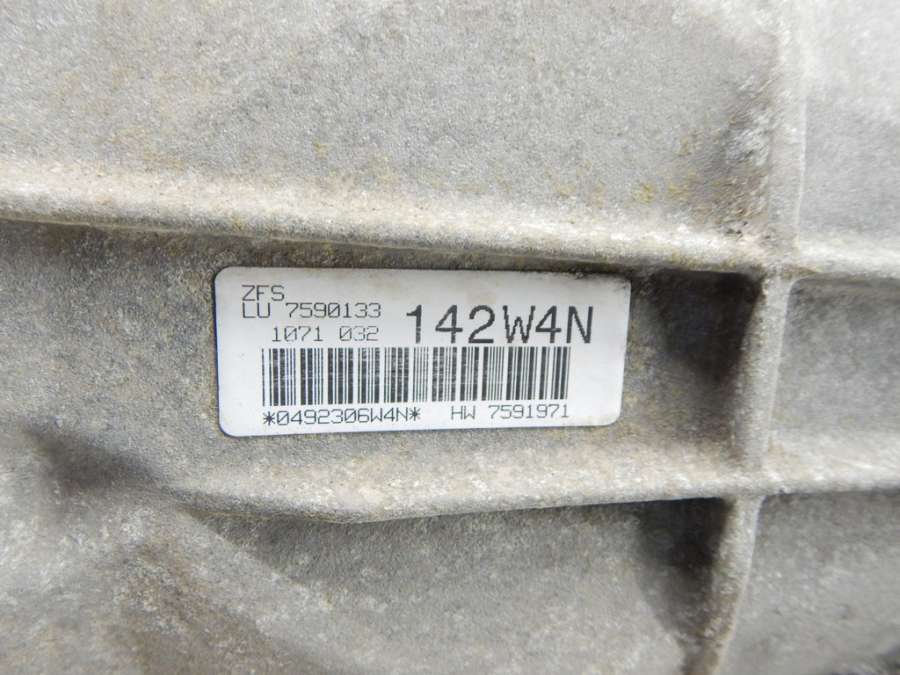 ZFS
LU 7590133
1071 032 142W4N
*0492306W4N* HW 7591971